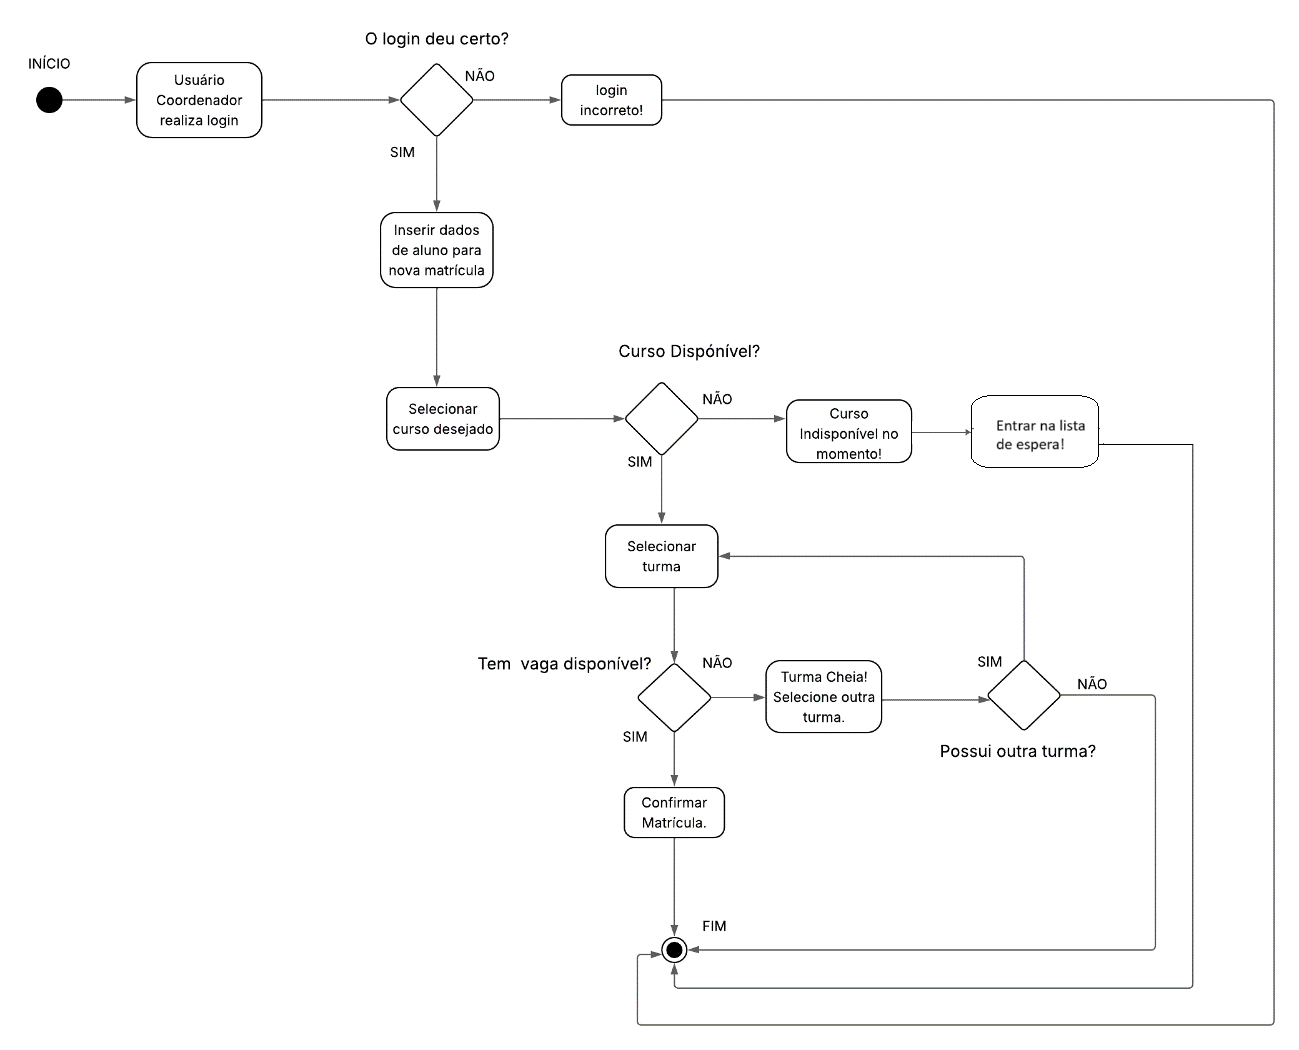 O login deu certo?
INÍCIO
NÃO
Usuário
Coordenador
realiza login
login
incorreto!
SIM
Inserir dados
de aluno para
nova matrícula
Curso Dispónível?
NÃO
Selecionar
curso desejado
Curso
Indisponível no
momento!
Entrar na lista
de espera!
SIM
Selecionar
turma
Tem  vaga disponível?
NÃO
Turma Cheia!
Selecione outra
turma.
SIM
NÃO
SIM
Possui outra turma?
Confirmar
Matrícula.
FIM